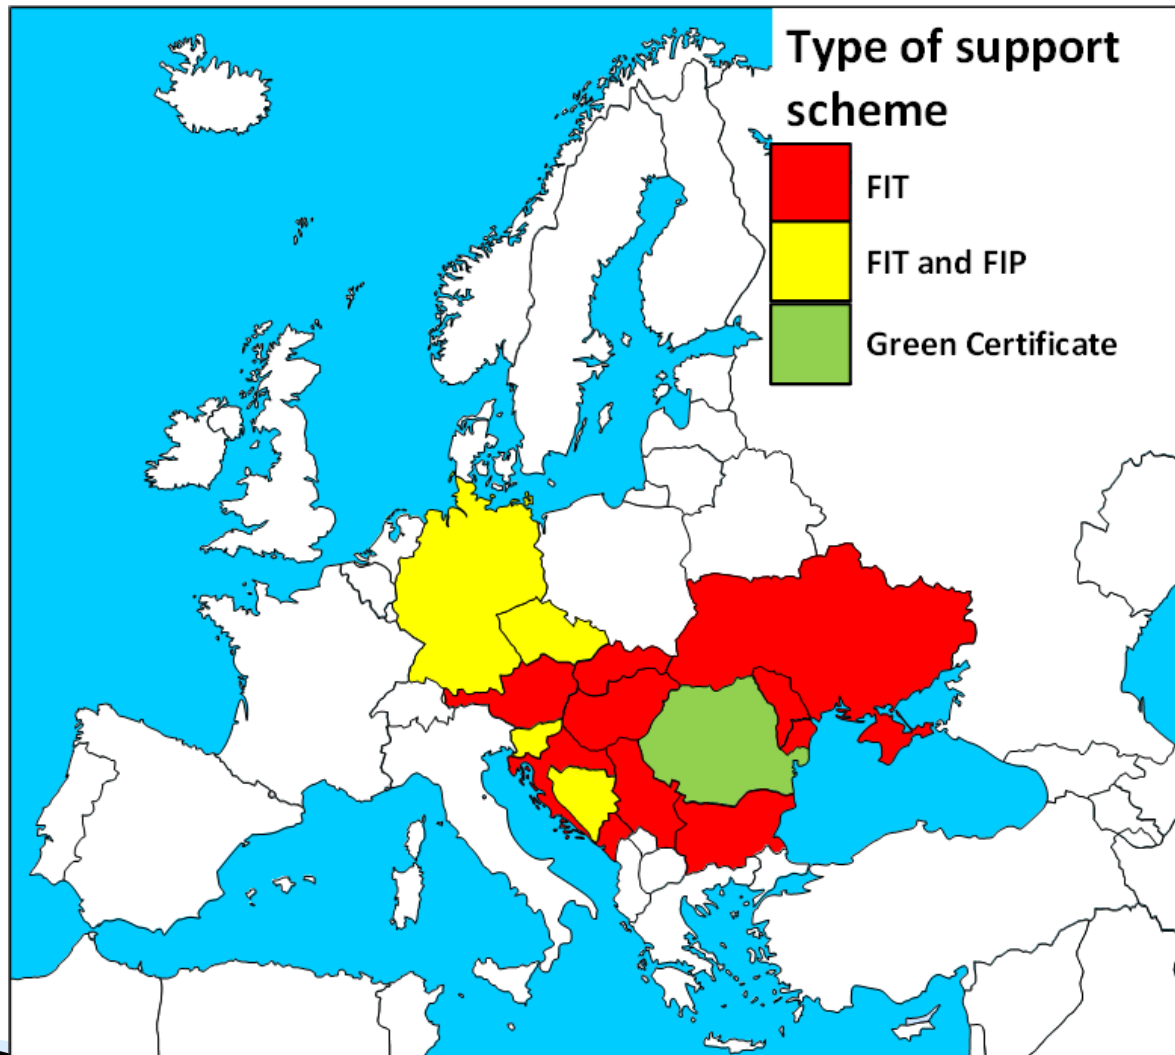 Type of support
scheme
FIT
FIT and FIP
Green Certificate